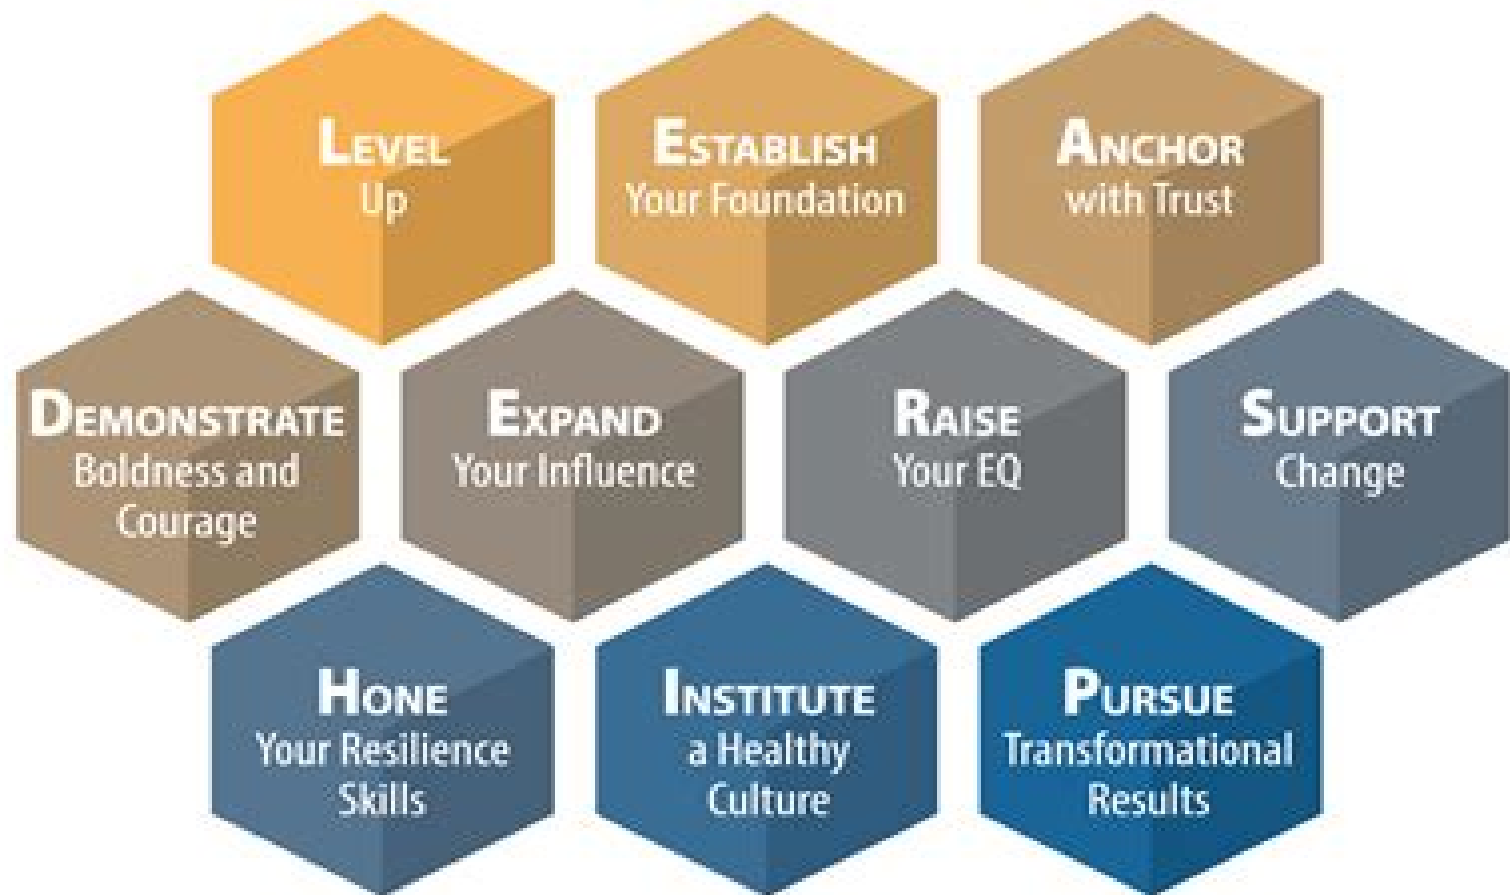 LEVEL
Up
ESTABLISH
Your Foundation
ANCHOR
with Trust
DEMONSTRATE
Boldness and
Courage
EXPAND
Your Influence
RAISE
Your EQ
SUPPORT
Change
HONE
Your Resilience
Skills
INSTITUTE
a Healthy
Culture
PURSUE
Transformational
Results